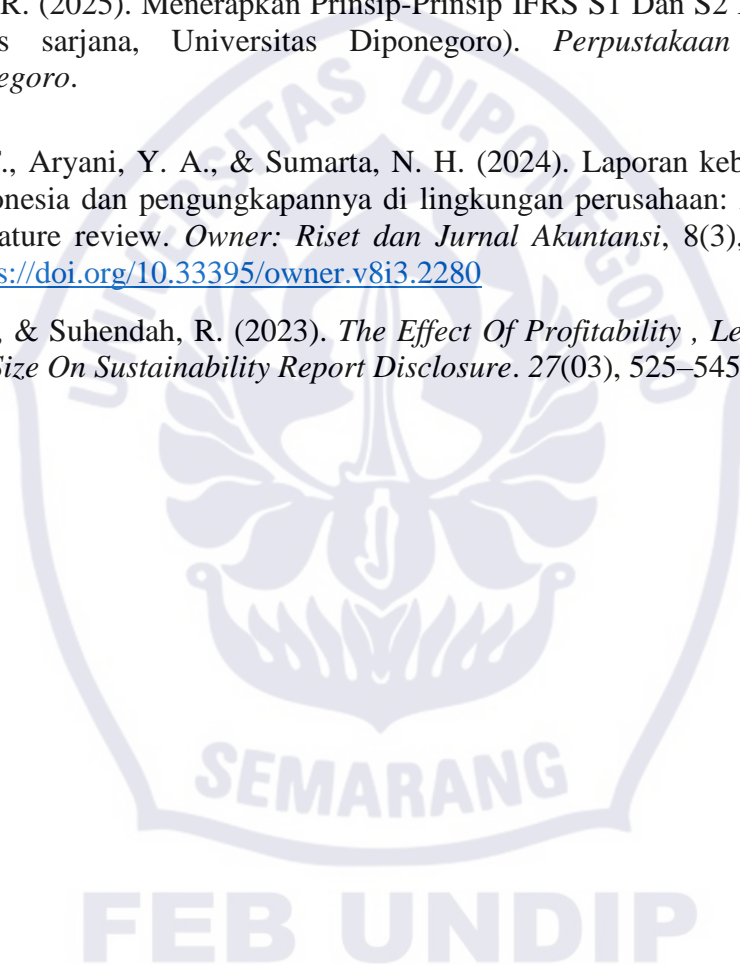 R. (2025). Menerapkan Prinsip-Prinsip IFRS S1 Dan S2
s sarjana, Universitas Diponegoro). Perpustakaan
egoro.
., Aryani, Y. A., & Sumarta, N. H. (2024). Laporan keb
onesia dan pengungkapannya di lingkungan perusahaan:
ature review. Owner: Riset dan Jurnal Akuntansi, 8(3),
s://doi.org/10.33395/owner.v8i3.2280
, & Suhendah, R. (2023). The Effect Of Profitability , Le
Size On Sustainability Report Disclosure. 27(03), 525–545
UNIVERSITAS DIPONEGORO
SEMARANG
FEB UNDIP